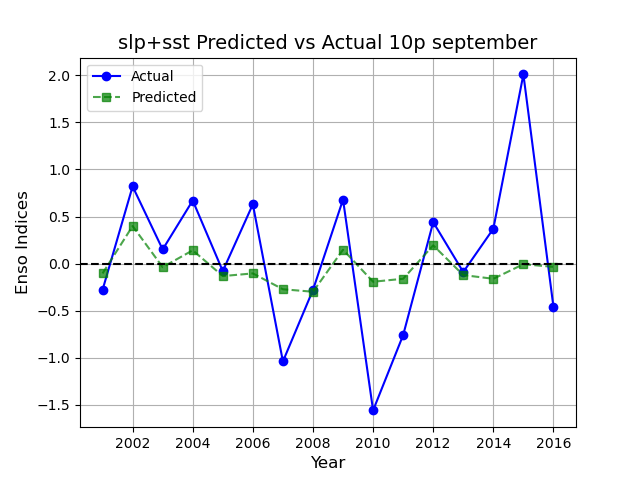 slp+sst Predicted vs Actual 10p september
Actual
Predicted
Enso Indices
2.0
1.5
1.0
0.5
0.0
−0.5
−1.0
−1.5
2002 2004 2006 2008 2010 2012 2014 2016
Year